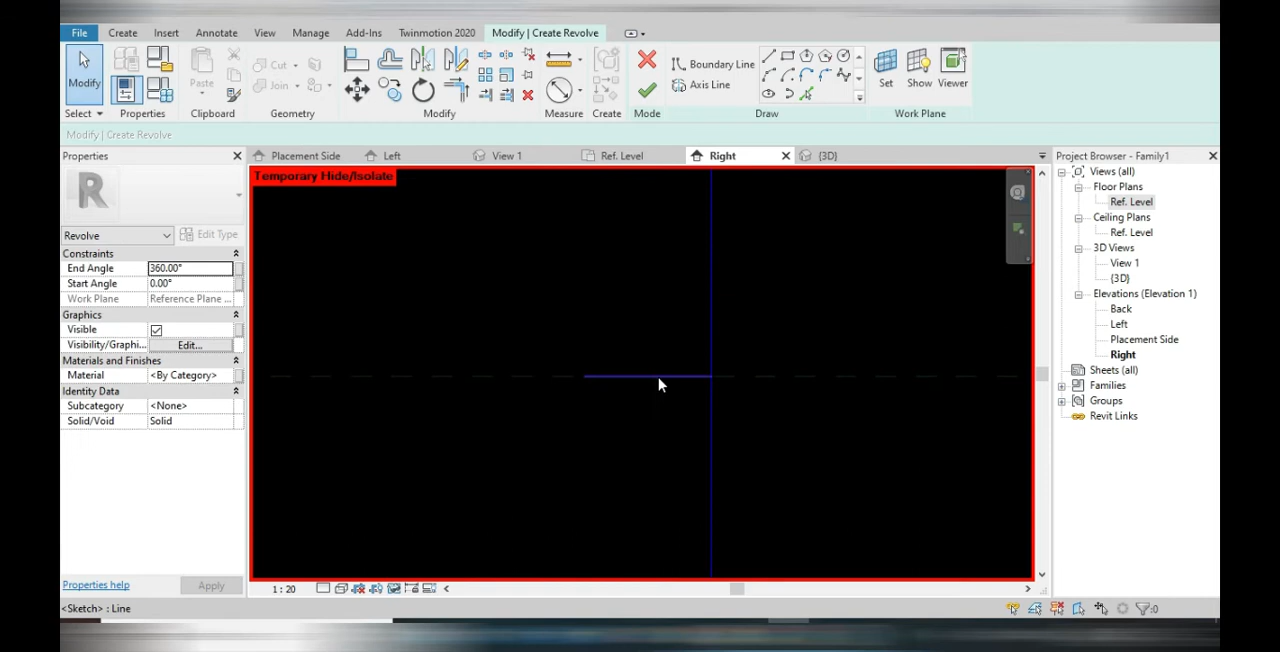 File Create Insert Annotate View Manage Add-Ins Twinmotion 2020 Modify | Create Revolve
Modify Paste Cut Join Boundary Line Axis Line Set Show Viewer
Select Properties Clipboard Geometry Modify Measure Create Mode Draw Work Plane
Modify | Create Revolve
Properties Placement Side Left View 1 Ref. Level Right {3D} Project Browser - Family1
Temporary Hide/Isolate
R
Revolve Edit Type
Constraints
End Angle 360.00°
Start Angle 0.00°
Work Plane Reference Plane ...
Graphics
Visible
Visibility/Graphi... Edit...
Materials and Finishes
Material <By Category>
Identity Data
Subcategory <None>
Solid/Void Solid
Views (all)
Floor Plans
Ref. Level
Ceiling Plans
Ref. Level
3D Views
View 1
{3D}
Elevations (Elevation 1)
Back
Left
Placement Side
Right
Sheets (all)
Families
Groups
Revit Links
Properties help Apply
1 : 20
<Sketch> : Line
:0